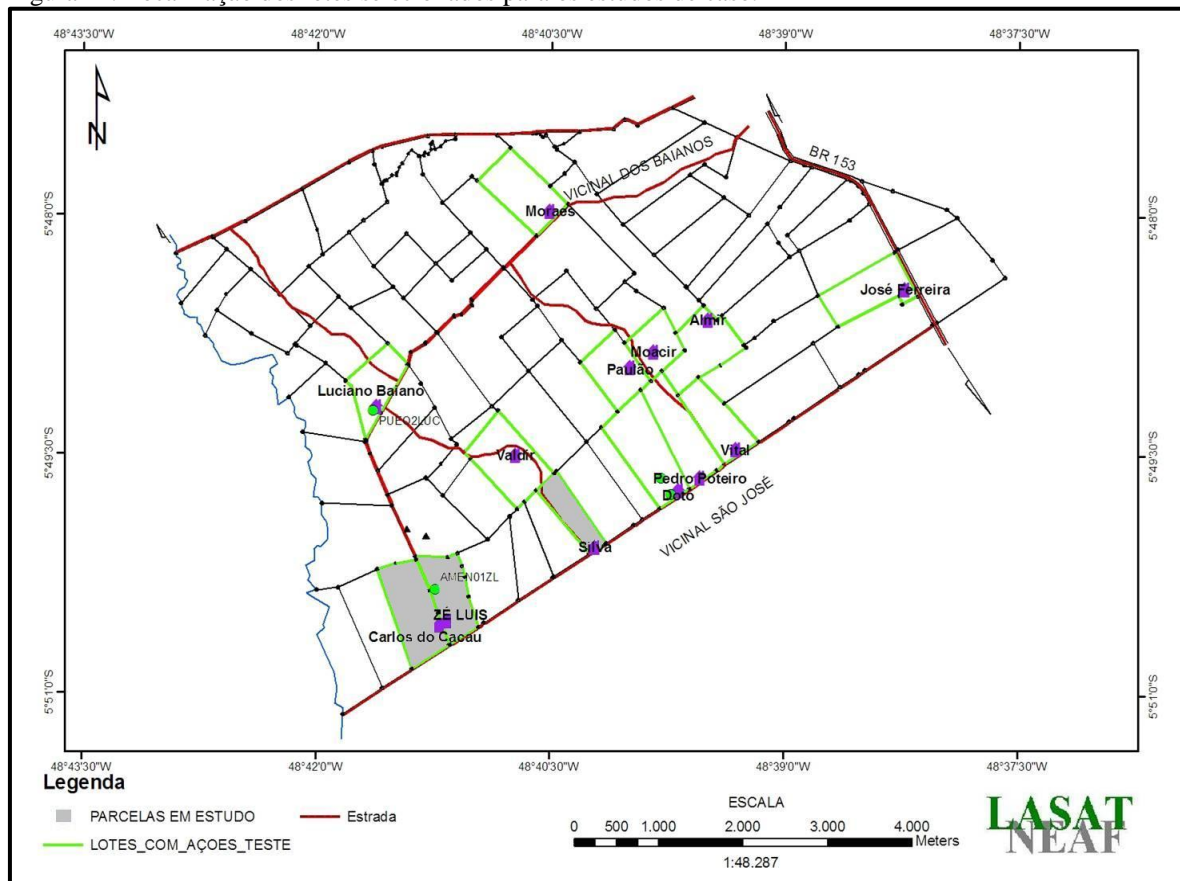 48°43'30"W 48°42'0"W 48°40'30"W 48°39'0"W 48°37'30"W
N
BR 153
VICINAL DOS BAIANOS
Moraes
5°48'0"S 5°48'0"S
José Ferreira
Almir
Moacir
Paulão
Luciano Baiano
PUEO2LUC
Valdir
Vital
5°49'30"S 5°49'30"S
Pedro Poteiro
Doto
VICINAL SÃO JOSÉ
Silva
AMEN01ZL
ZÉ LUIS
Carlos do Cacau
5°51'0"S 5°51'0"S
48°43'30"W 48°42'0"W 48°40'30"W 48°39'0"W 48°37'30"W
Legenda
PARCELAS EM ESTUDO Estrada
LOTES_COM_AÇOES_TESTE
ESCALA
0 500 1.000 2.000 3.000 4.000
Meters
1:48.287
LASAT
NEAF